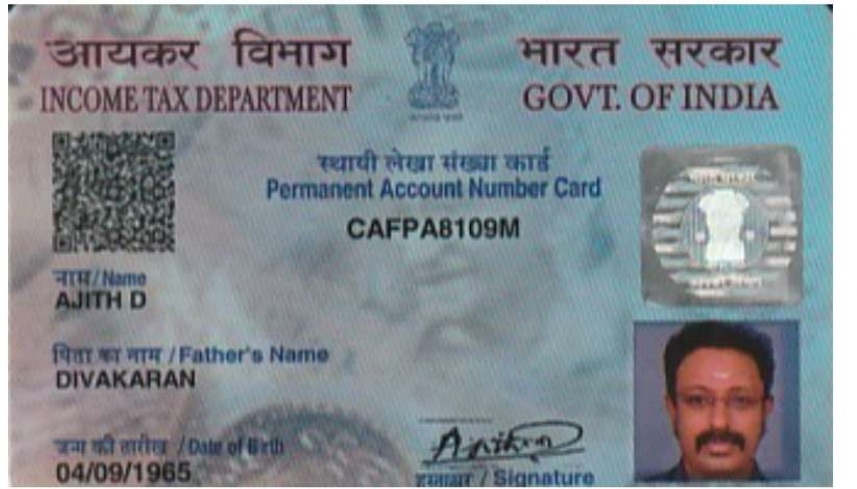 आयकर विभाग भारत सरकार
INCOME TAX DEPARTMENT GOVT. OF INDIA
स्थायी लेखा संख्या कार्ड
Permanent Account Number Card
CAFPA8109M
नाम / Name
AJITH D
पिता का नाम / Father's Name
DIVAKARAN
जन्म की तारीख / Date of Birth
04/09/1965
हस्ताक्षर / Signature